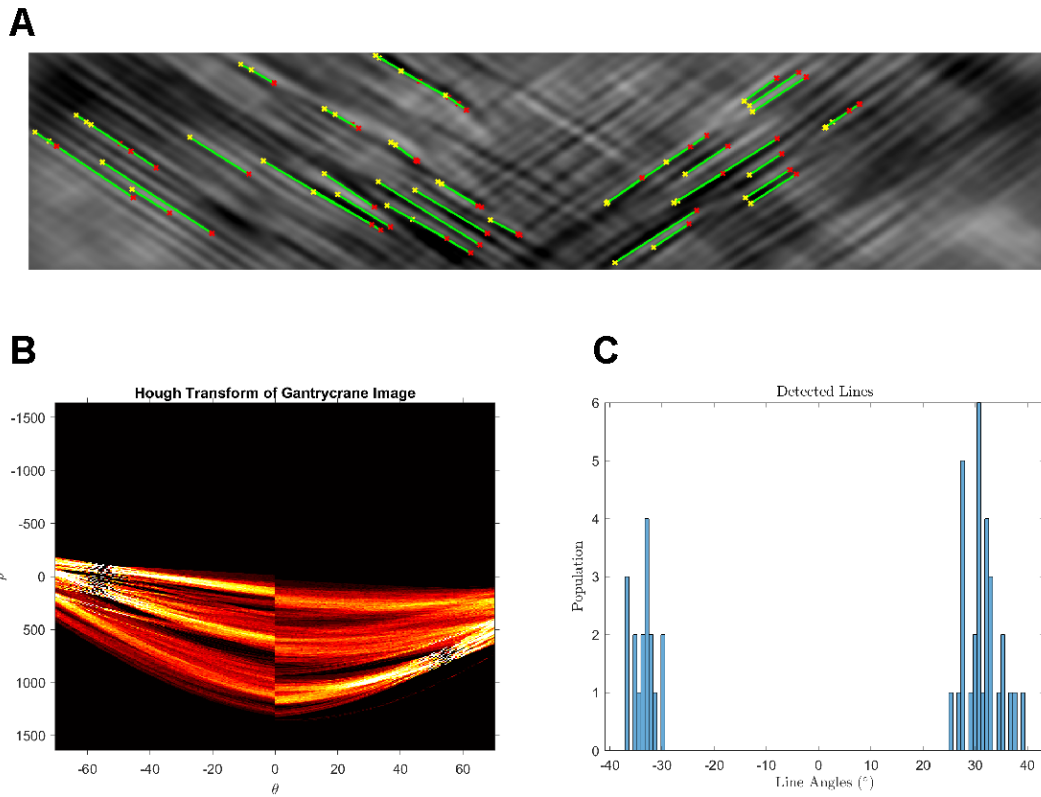 A
B
C
Hough Transform of Gantrycrane Image
-60 -40 -20 0 20 40 60
-1500
-1000
-500
0
500
1000
1500
θ
Detected Lines
Population
6
5
4
3
2
1
0
-40 -30 -20 -10 0 10 20 30 40
Line Angles (°)